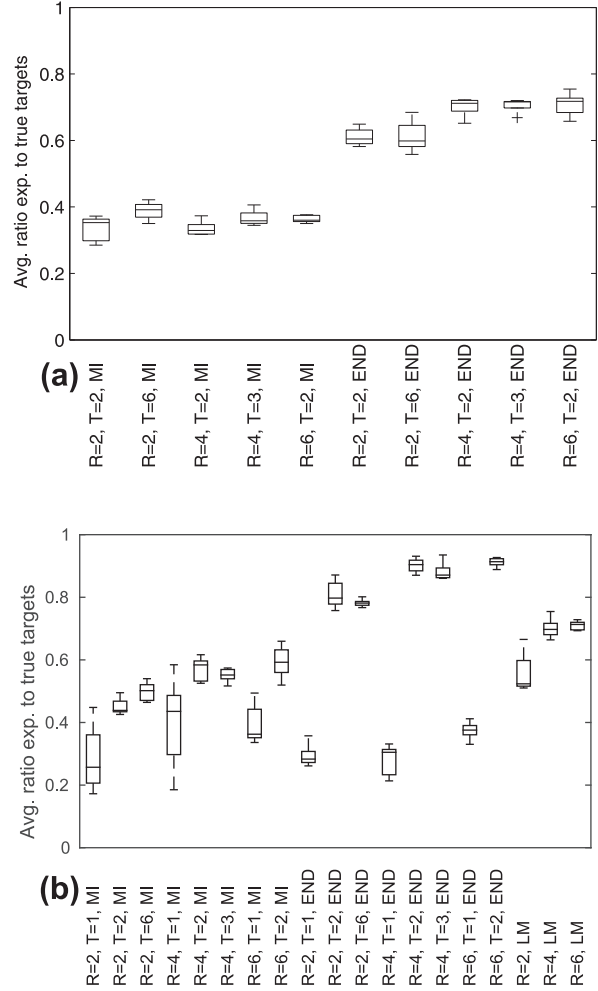 1
0.8
0.6
0.4
0.2
0
Avg. ratio exp. to true targets
(a)
R=2, T=2, MI
R=2, T=6, MI
R=4, T=2, MI
R=4, T=3, MI
R=6, T=2, MI
R=2, T=2, END
R=2, T=6, END
R=4, T=2, END
R=4, T=3, END
R=6, T=2, END
1
0.8
0.6
0.4
0.2
0
Avg. ratio exp. to true targets
(b)
R=2, T=1, MI
R=2, T=2, MI
R=2, T=6, MI
R=4, T=1, MI
R=4, T=2, MI
R=4, T=3, MI
R=6, T=1, MI
R=6, T=2, MI
R=2, T=1, END
R=2, T=2, END
R=2, T=6, END
R=4, T=1, END
R=4, T=2, END
R=4, T=3, END
R=6, T=1, END
R=6, T=2, END
R=2, LM
R=4, LM
R=6, LM